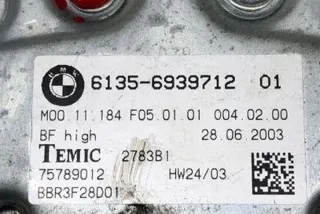 BMW
6135-6939712 01
M00.11.184 F05.01.01 004.02.00
BF high 28.06.2003
TEMIC 2783B1
75789012 HW24/03
BBR3F28D01